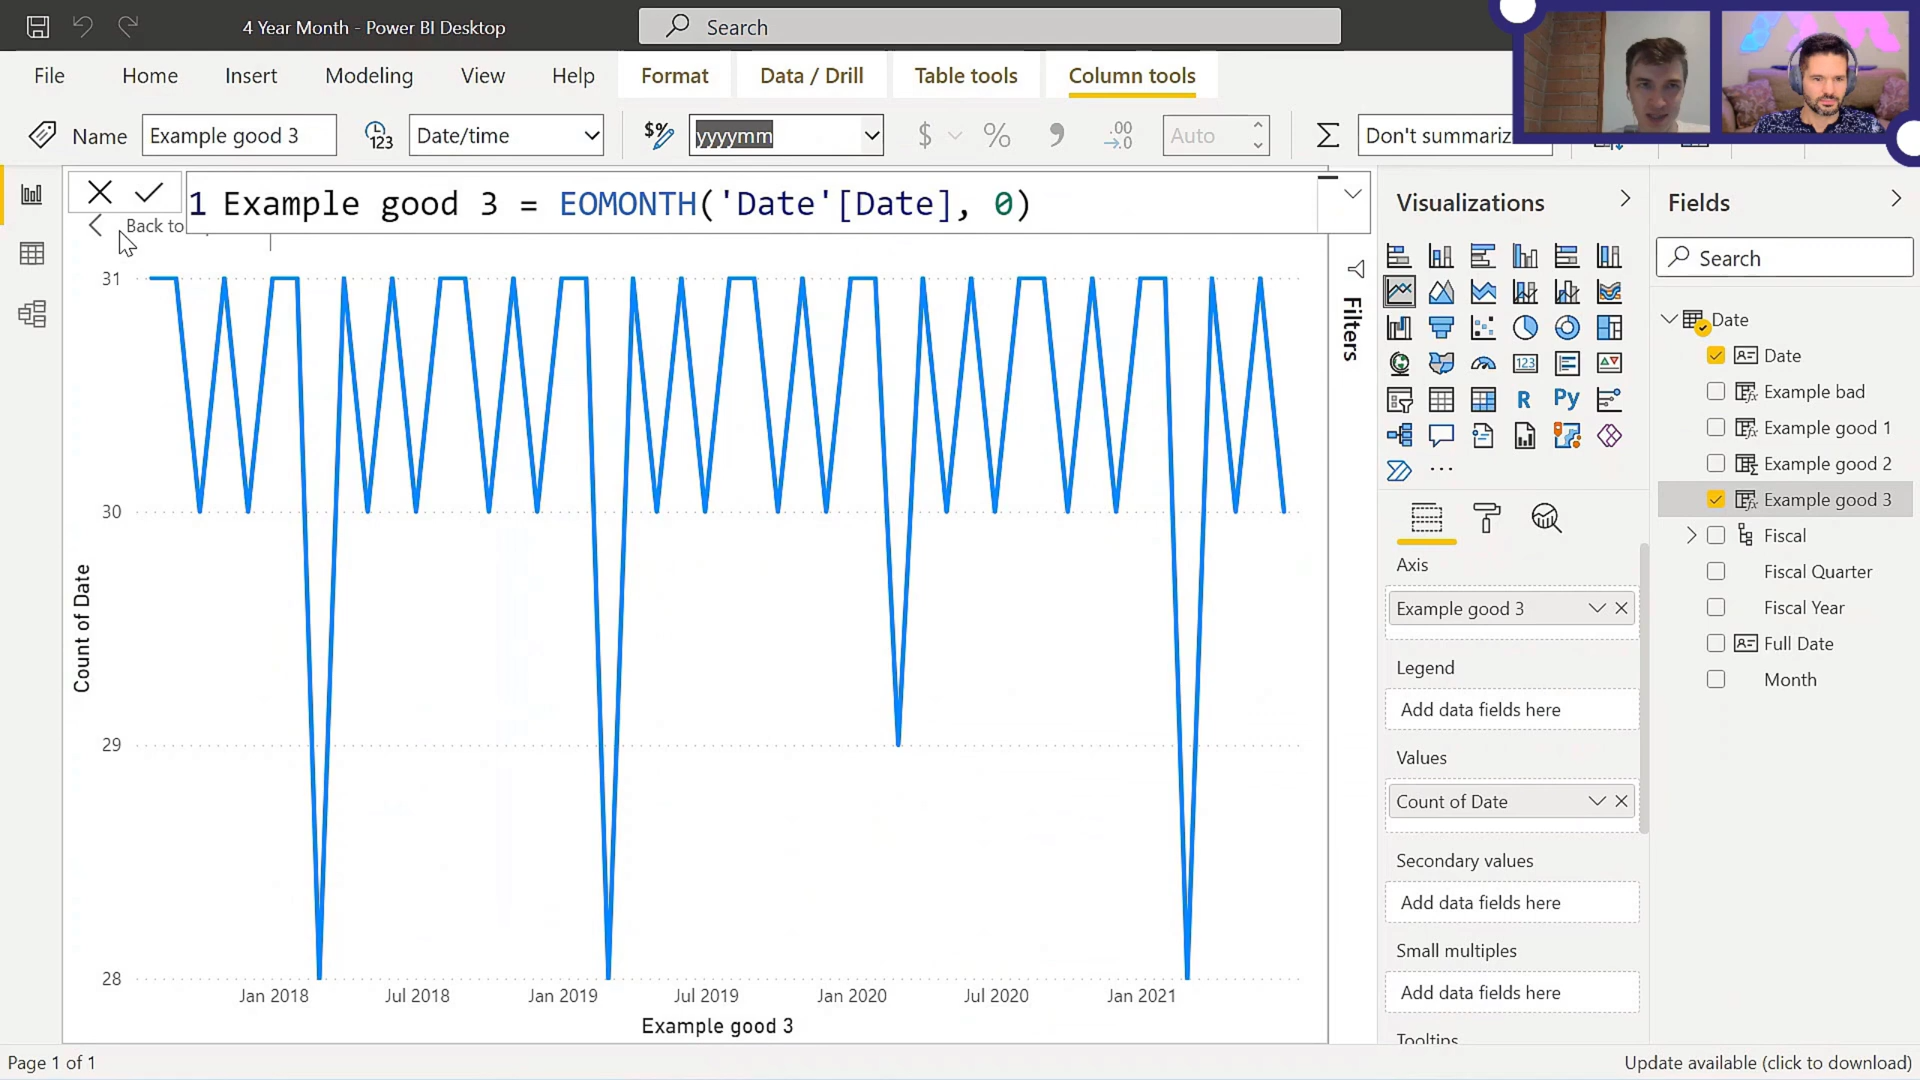 4 Year Month - Power BI Desktop
Search
File
Home
Insert
Modeling
View
Help
Format
Data / Drill
Table tools
Column tools
Name
Example good 3
123
Date/time
$%
yyyymm
$
%
.00
→.0
Auto
Σ
Don't summariz
1 Example good 3 = EOMONTH('Date'[Date], 0)
Back to
31
30
29
28
Count of Date
Jan 2018
Jul 2018
Jan 2019
Jul 2019
Jan 2020
Jul 2020
Jan 2021
Example good 3
Filters
Visualizations
123
R
Py
...
Axis
Example good 3
Legend
Add data fields here
Values
Count of Date
Secondary values
Add data fields here
Small multiples
Add data fields here
Tooltips
Fields
Search
Date
Date
Example bad
Example good 1
Example good 2
Example good 3
Fiscal
Fiscal Quarter
Fiscal Year
Full Date
Month
Page 1 of 1
Update available (click to download)